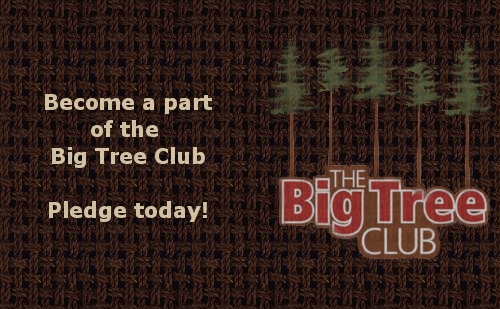 Become a part
of the
Big Tree Club
Pledge today!
THE
Big Tree
CLUB